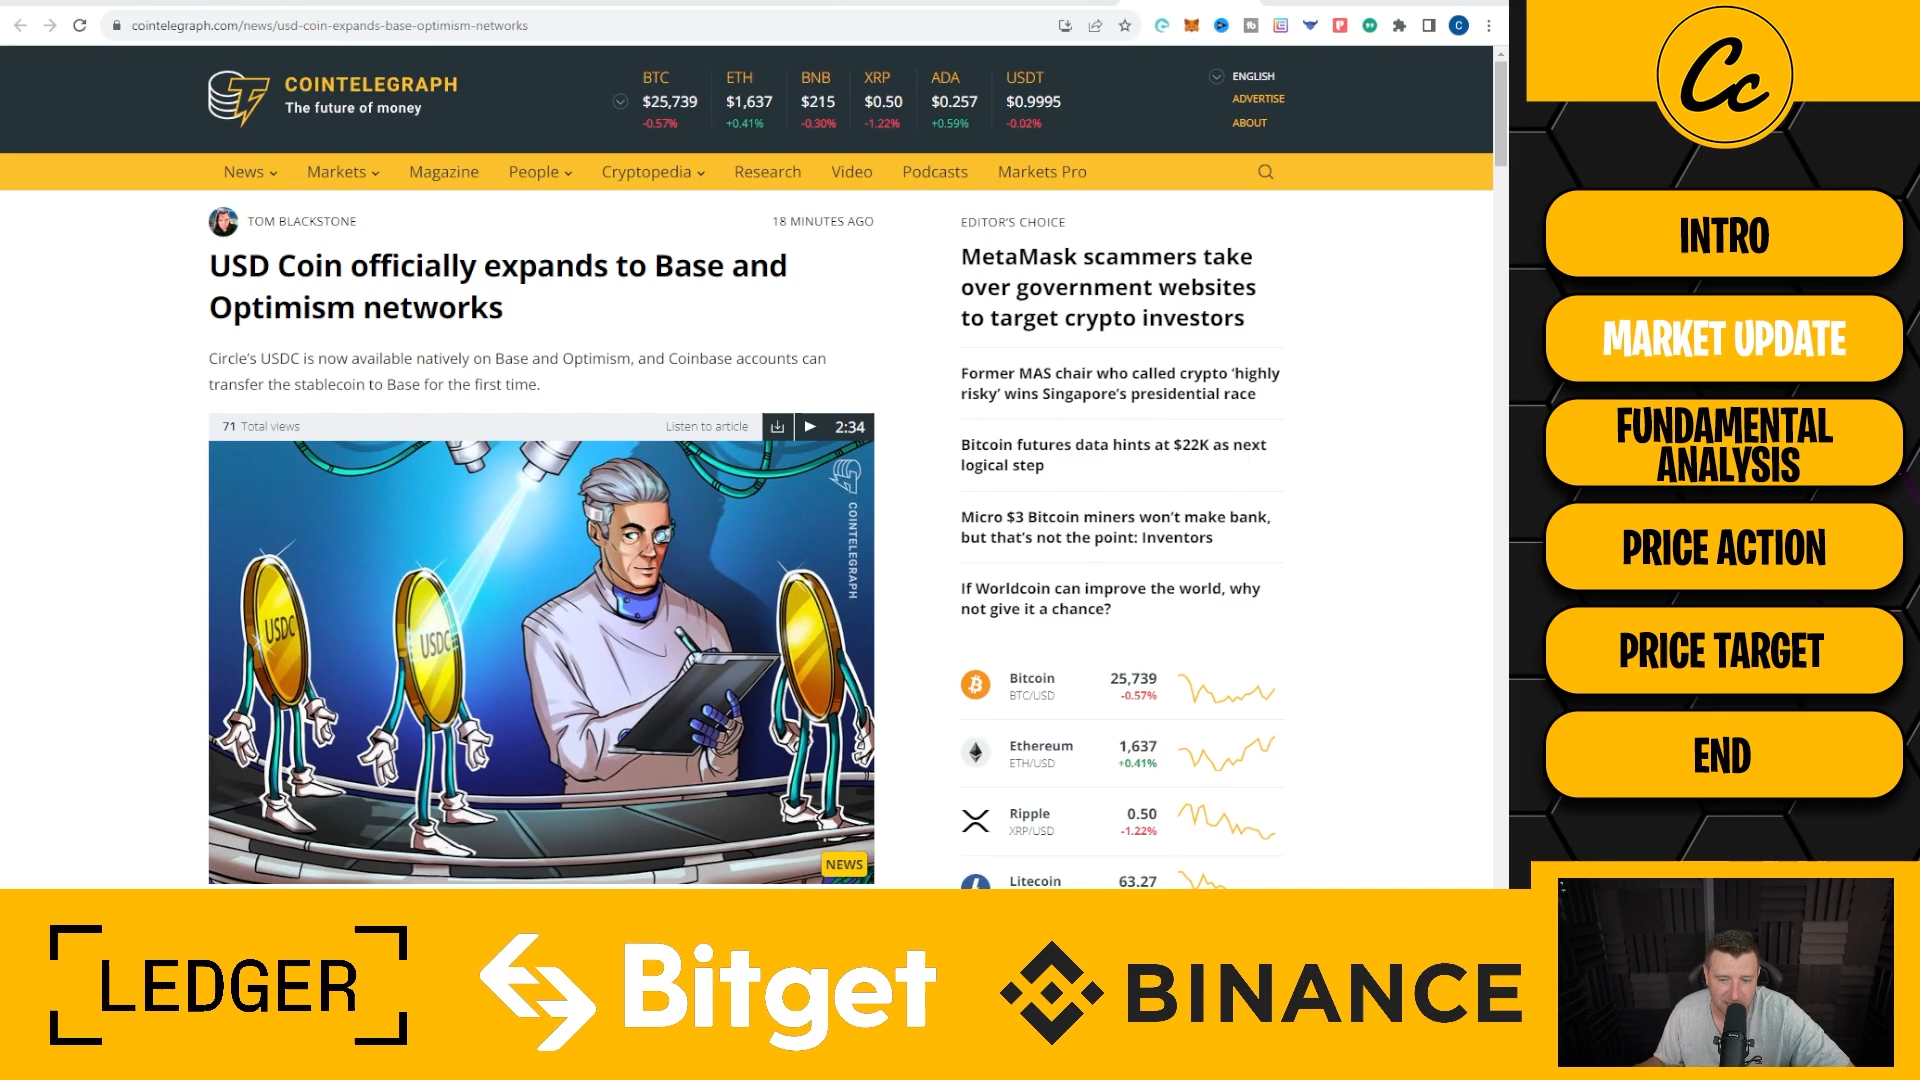 cointelegraph.com/news/usd-coin-expands-base-optimism-networks
COINTELEGRAPH
The future of money
BTC
$25,739
-0.57%
ETH
$1,637
+0.41%
BNB
$215
-0.30%
XRP
$0.50
-1.22%
ADA
$0.257
+0.59%
USDT
$0.9995
-0.02%
ENGLISH
ADVERTISE
ABOUT
News
Markets
Magazine
People
Cryptopedia
Research
Video
Podcasts
Markets Pro
TOM BLACKSTONE
18 MINUTES AGO
USD Coin officially expands to Base and
Optimism networks
Circle's USDC is now available natively on Base and Optimism, and Coinbase accounts can
transfer the stablecoin to Base for the first time.
71 Total views
Listen to article
2:34
COINTELEGRAPH
USDC
USDC
NEWS
EDITOR'S CHOICE
MetaMask scammers take
over government websites
to target crypto investors
Former MAS chair who called crypto 'highly
risky' wins Singapore's presidential race
Bitcoin futures data hints at $22K as next
logical step
Micro $3 Bitcoin miners won't make bank,
but that's not the point: Inventors
If Worldcoin can improve the world, why
not give it a chance?
Bitcoin
BTC/USD
25,739
-0.57%
Ethereum
ETH/USD
1,637
+0.41%
Ripple
XRP/USD
0.50
-1.22%
Litecoin
63.27
Cc
INTRO
MARKET UPDATE
FUNDAMENTAL
ANALYSIS
PRICE ACTION
PRICE TARGET
END
LEDGER
Bitget
BINANCE